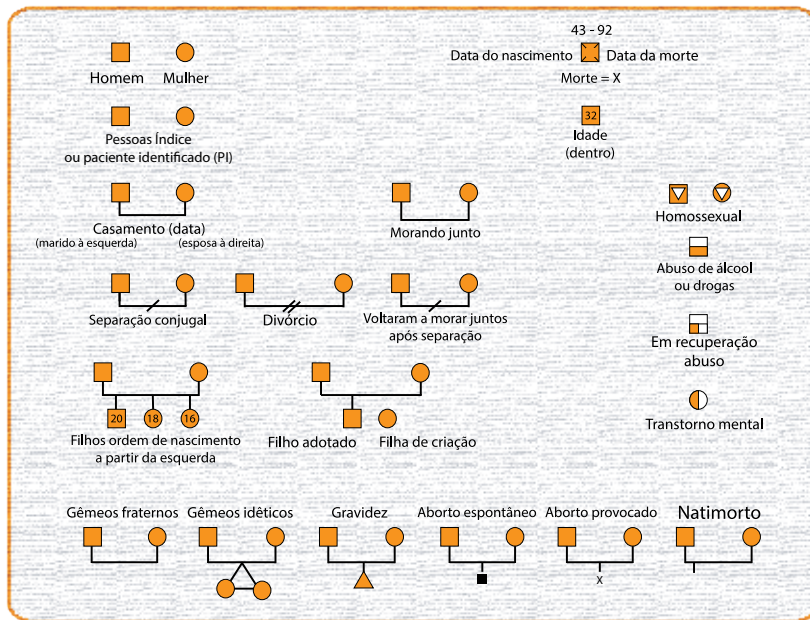 43 - 92
Data do nascimento
Data da morte
Homem
Mulher
Morte = X
32
Pessoas Índice
ou paciente identificado (PI)
Idade
(dentro)
Casamento (data)
(marido à esquerda)
(esposa à direita)
Morando junto
Homossexual
Abuso de álcool
ou drogas
Separação conjugal
Divórcio
Voltaram a morar juntos
após separação
Em recuperação
abuso
20
18
16
Filhos ordem de nascimento
a partir da esquerda
Filho adotado
Filha de criação
Transtorno mental
Gêmeos fraternos
Gêmeos idêticos
Gravidez
Aborto espontâneo
Aborto provocado
Natimorto
x